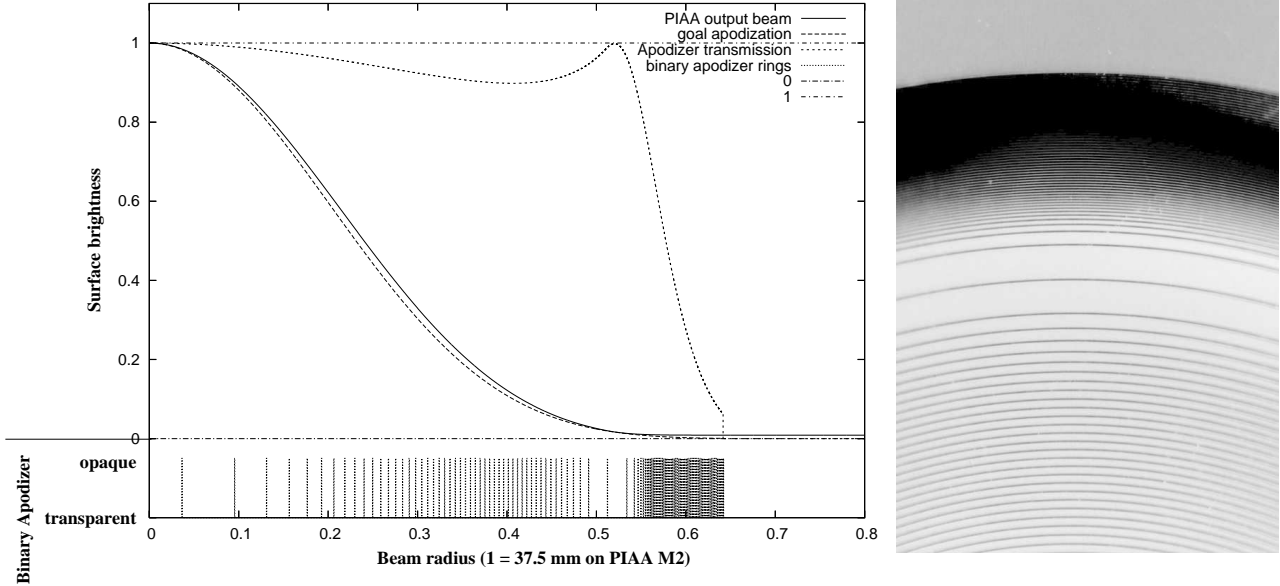 PIAA output beam
goal apodization
Apodizer transmission
binary apodizer rings
0
1
1
0.8
0.6
0.4
0.2
0
Surface brightness
Binary Apodizer
opaque
transparent
0 0.1 0.2 0.3 0.4 0.5 0.6 0.7 0.8
Beam radius (1 = 37.5 mm on PIAA M2)